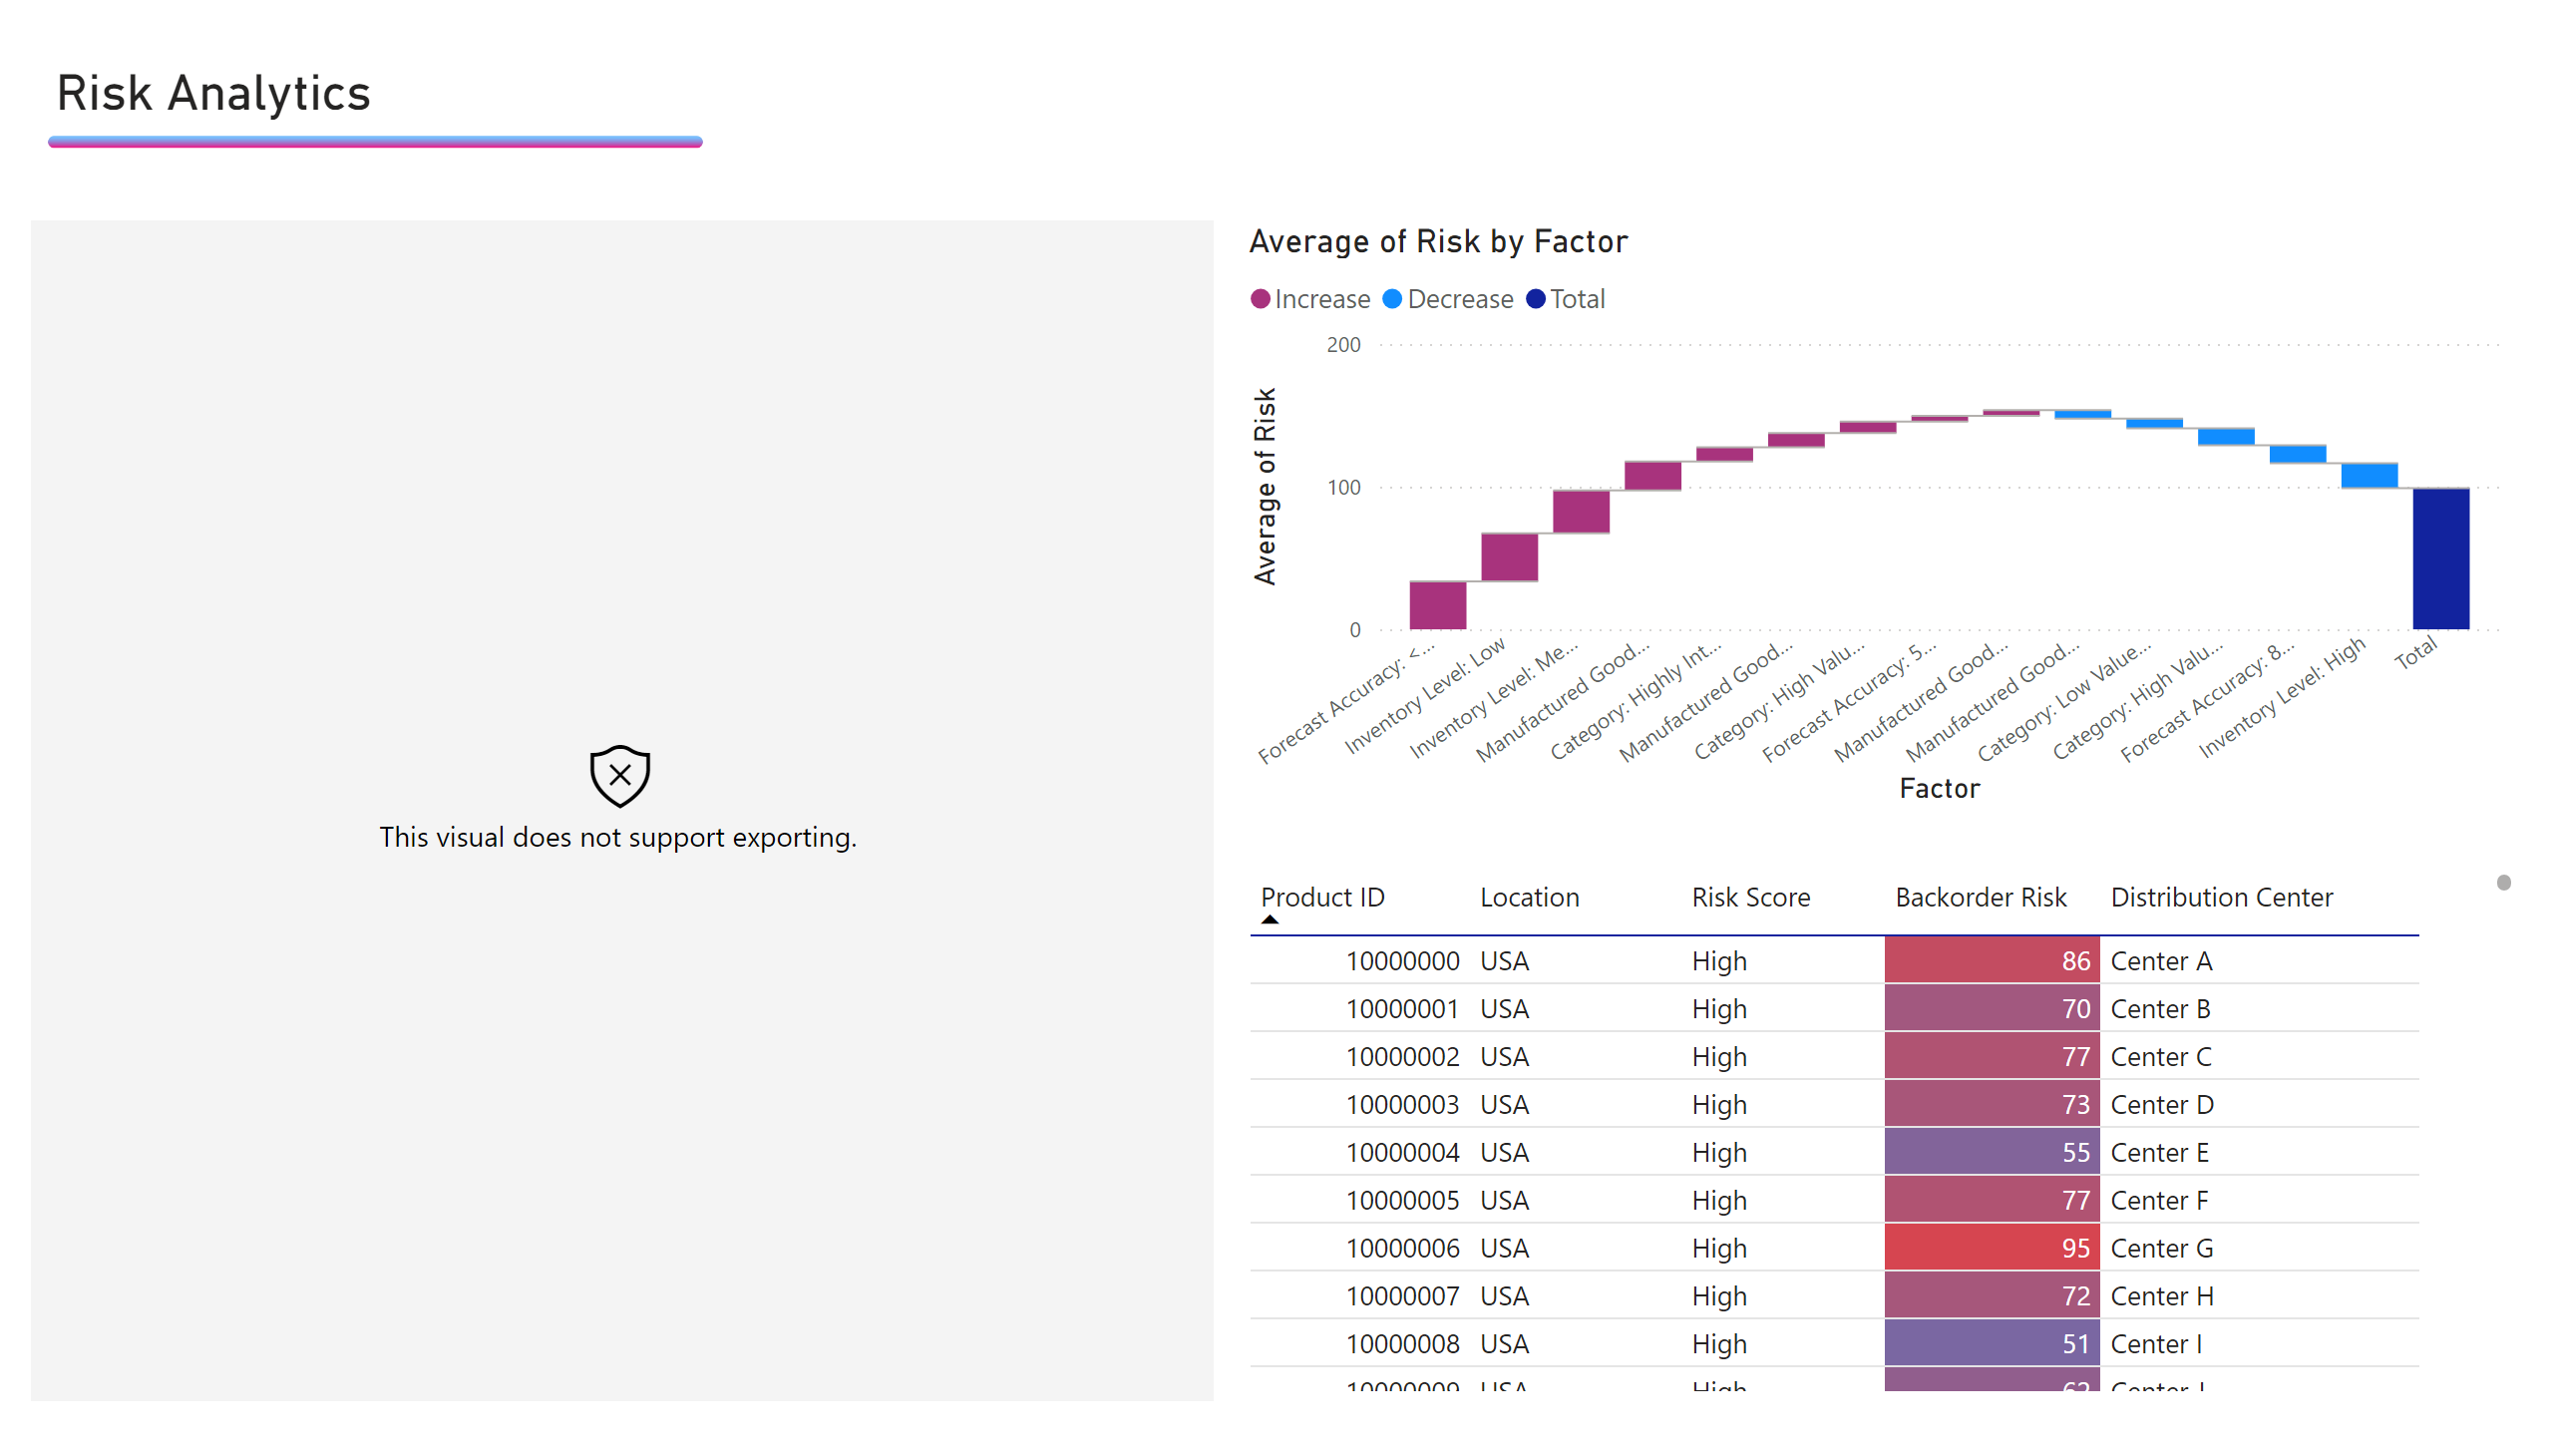 Risk Analytics
This visual does not support exporting.
Average of Risk by Factor
Increase Decrease Total
Average of Risk
200
100
0
Forecast Accuracy: <...
Inventory Level: Low
Inventory Level: Me...
Manufactured Good...
Category: Highly Int...
Manufactured Good...
Category: High Valu...
Forecast Accuracy: 5...
Manufactured Good...
Manufactured Good...
Category: Low Value...
Category: High Valu...
Forecast Accuracy: 8...
Inventory Level: High
Total
Factor
Product ID Location Risk Score Backorder Risk Distribution Center
10000000 USA High 86 Center A
10000001 USA High 70 Center B
10000002 USA High 77 Center C
10000003 USA High 73 Center D
10000004 USA High 55 Center E
10000005 USA High 77 Center F
10000006 USA High 95 Center G
10000007 USA High 72 Center H
10000008 USA High 51 Center I
10000009 USA High Center